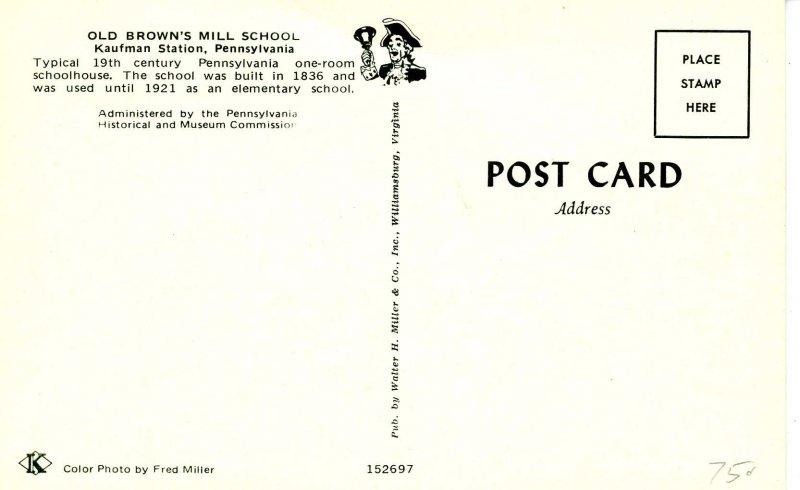 OLD BROWN'S MILL SCHOOL
Kaufman Station, Pennsylvania
Typical 19th century Pennsylvania one-room
schoolhouse. The school was built in 1836 and
was used until 1921 as an elementary school.
Administered by the Pennsylvania
Historical and Museum Commission
Pub. by Walter H. Miller & Co., Inc., Williamsburg, Virginia
PLACE
STAMP
HERE
POST CARD
Address
K
Color Photo by Fred Miller
152697
75¢